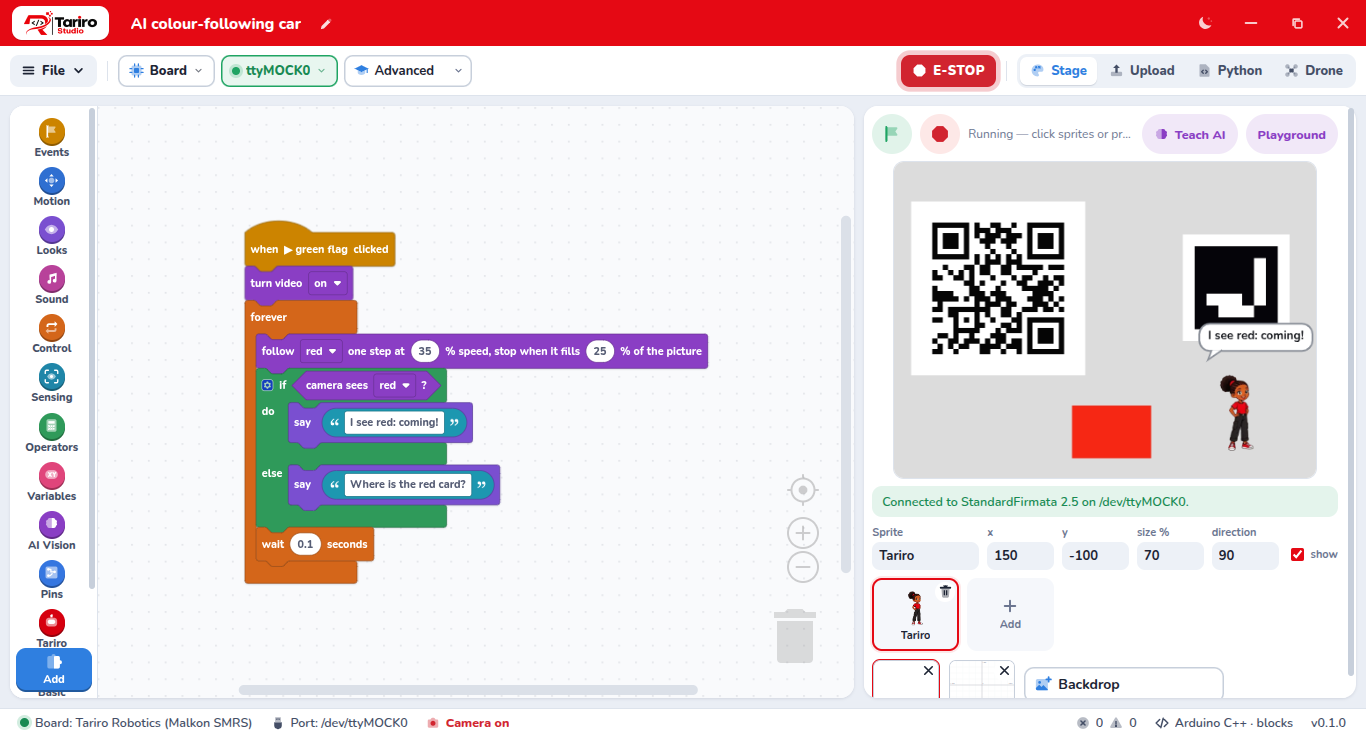 Tariro
Studio
AI colour-following car
File
Board
ttyMOCK0
Advanced
E-STOP
Stage
Upload
Python
Drone
Events
Motion
Looks
Sound
Control
Sensing
Operators
Variables
AI Vision
Pins
Tariro
Add
Basic
when ▶ green flag clicked
turn video on
forever
follow red one step at 35 % speed, stop when it fills 25 % of the picture
if camera sees red ?
do say “ I see red: coming! ”
else say “ Where is the red card? ”
wait 0.1 seconds
Running — click sprites or pr...
Teach AI
Playground
I see red: coming!
Connected to StandardFirmata 2.5 on /dev/ttyMOCK0.
Sprite x y size % direction
Tariro 150 -100 70 90 show
Tariro
Add
Backdrop
Board: Tariro Robotics (Malkon SMRS)
Port: /dev/ttyMOCK0
Camera on
0 0
Arduino C++ · blocks
v0.1.0